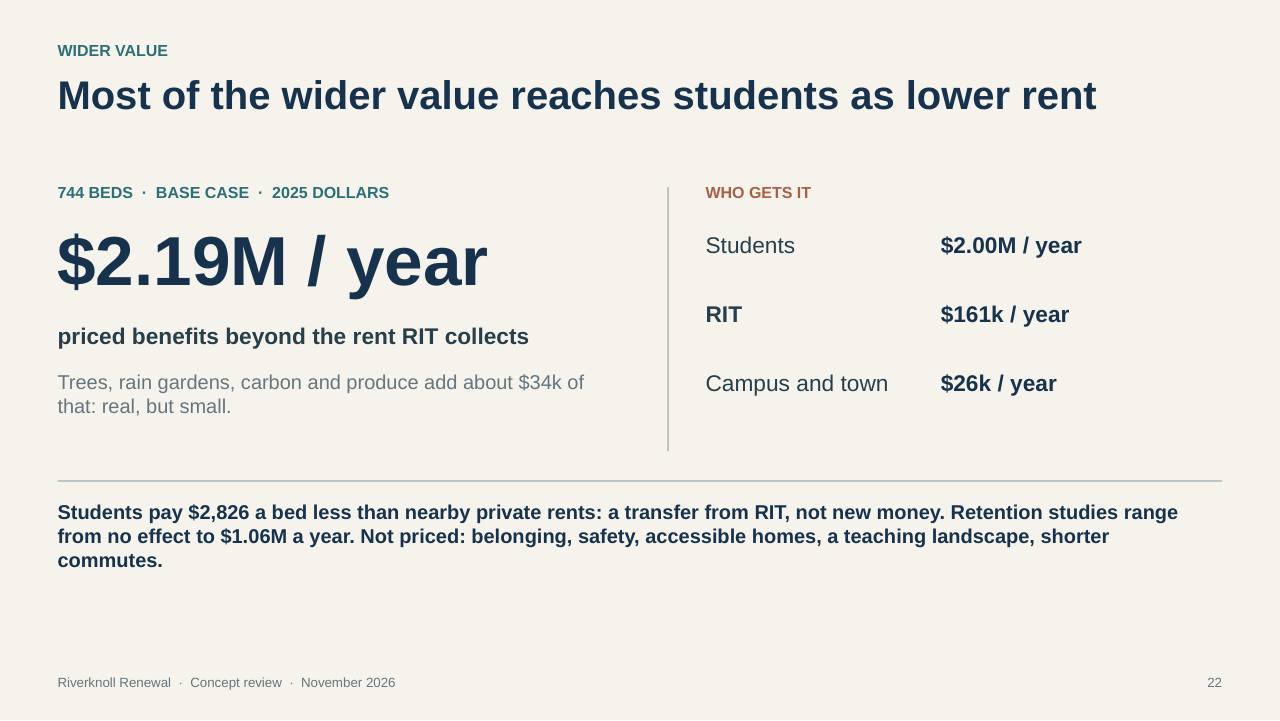 WIDER VALUE
Most of the wider value reaches students as lower rent
744 BEDS · BASE CASE · 2025 DOLLARS
$2.19M / year
priced benefits beyond the rent RIT collects
Trees, rain gardens, carbon and produce add about $34k of
that: real, but small.
WHO GETS IT
Students $2.00M / year
RIT $161k / year
Campus and town $26k / year
Students pay $2,826 a bed less than nearby private rents: a transfer from RIT, not new money. Retention studies range
from no effect to $1.06M a year. Not priced: belonging, safety, accessible homes, a teaching landscape, shorter
commutes.
Riverknoll Renewal · Concept review · November 2026
22